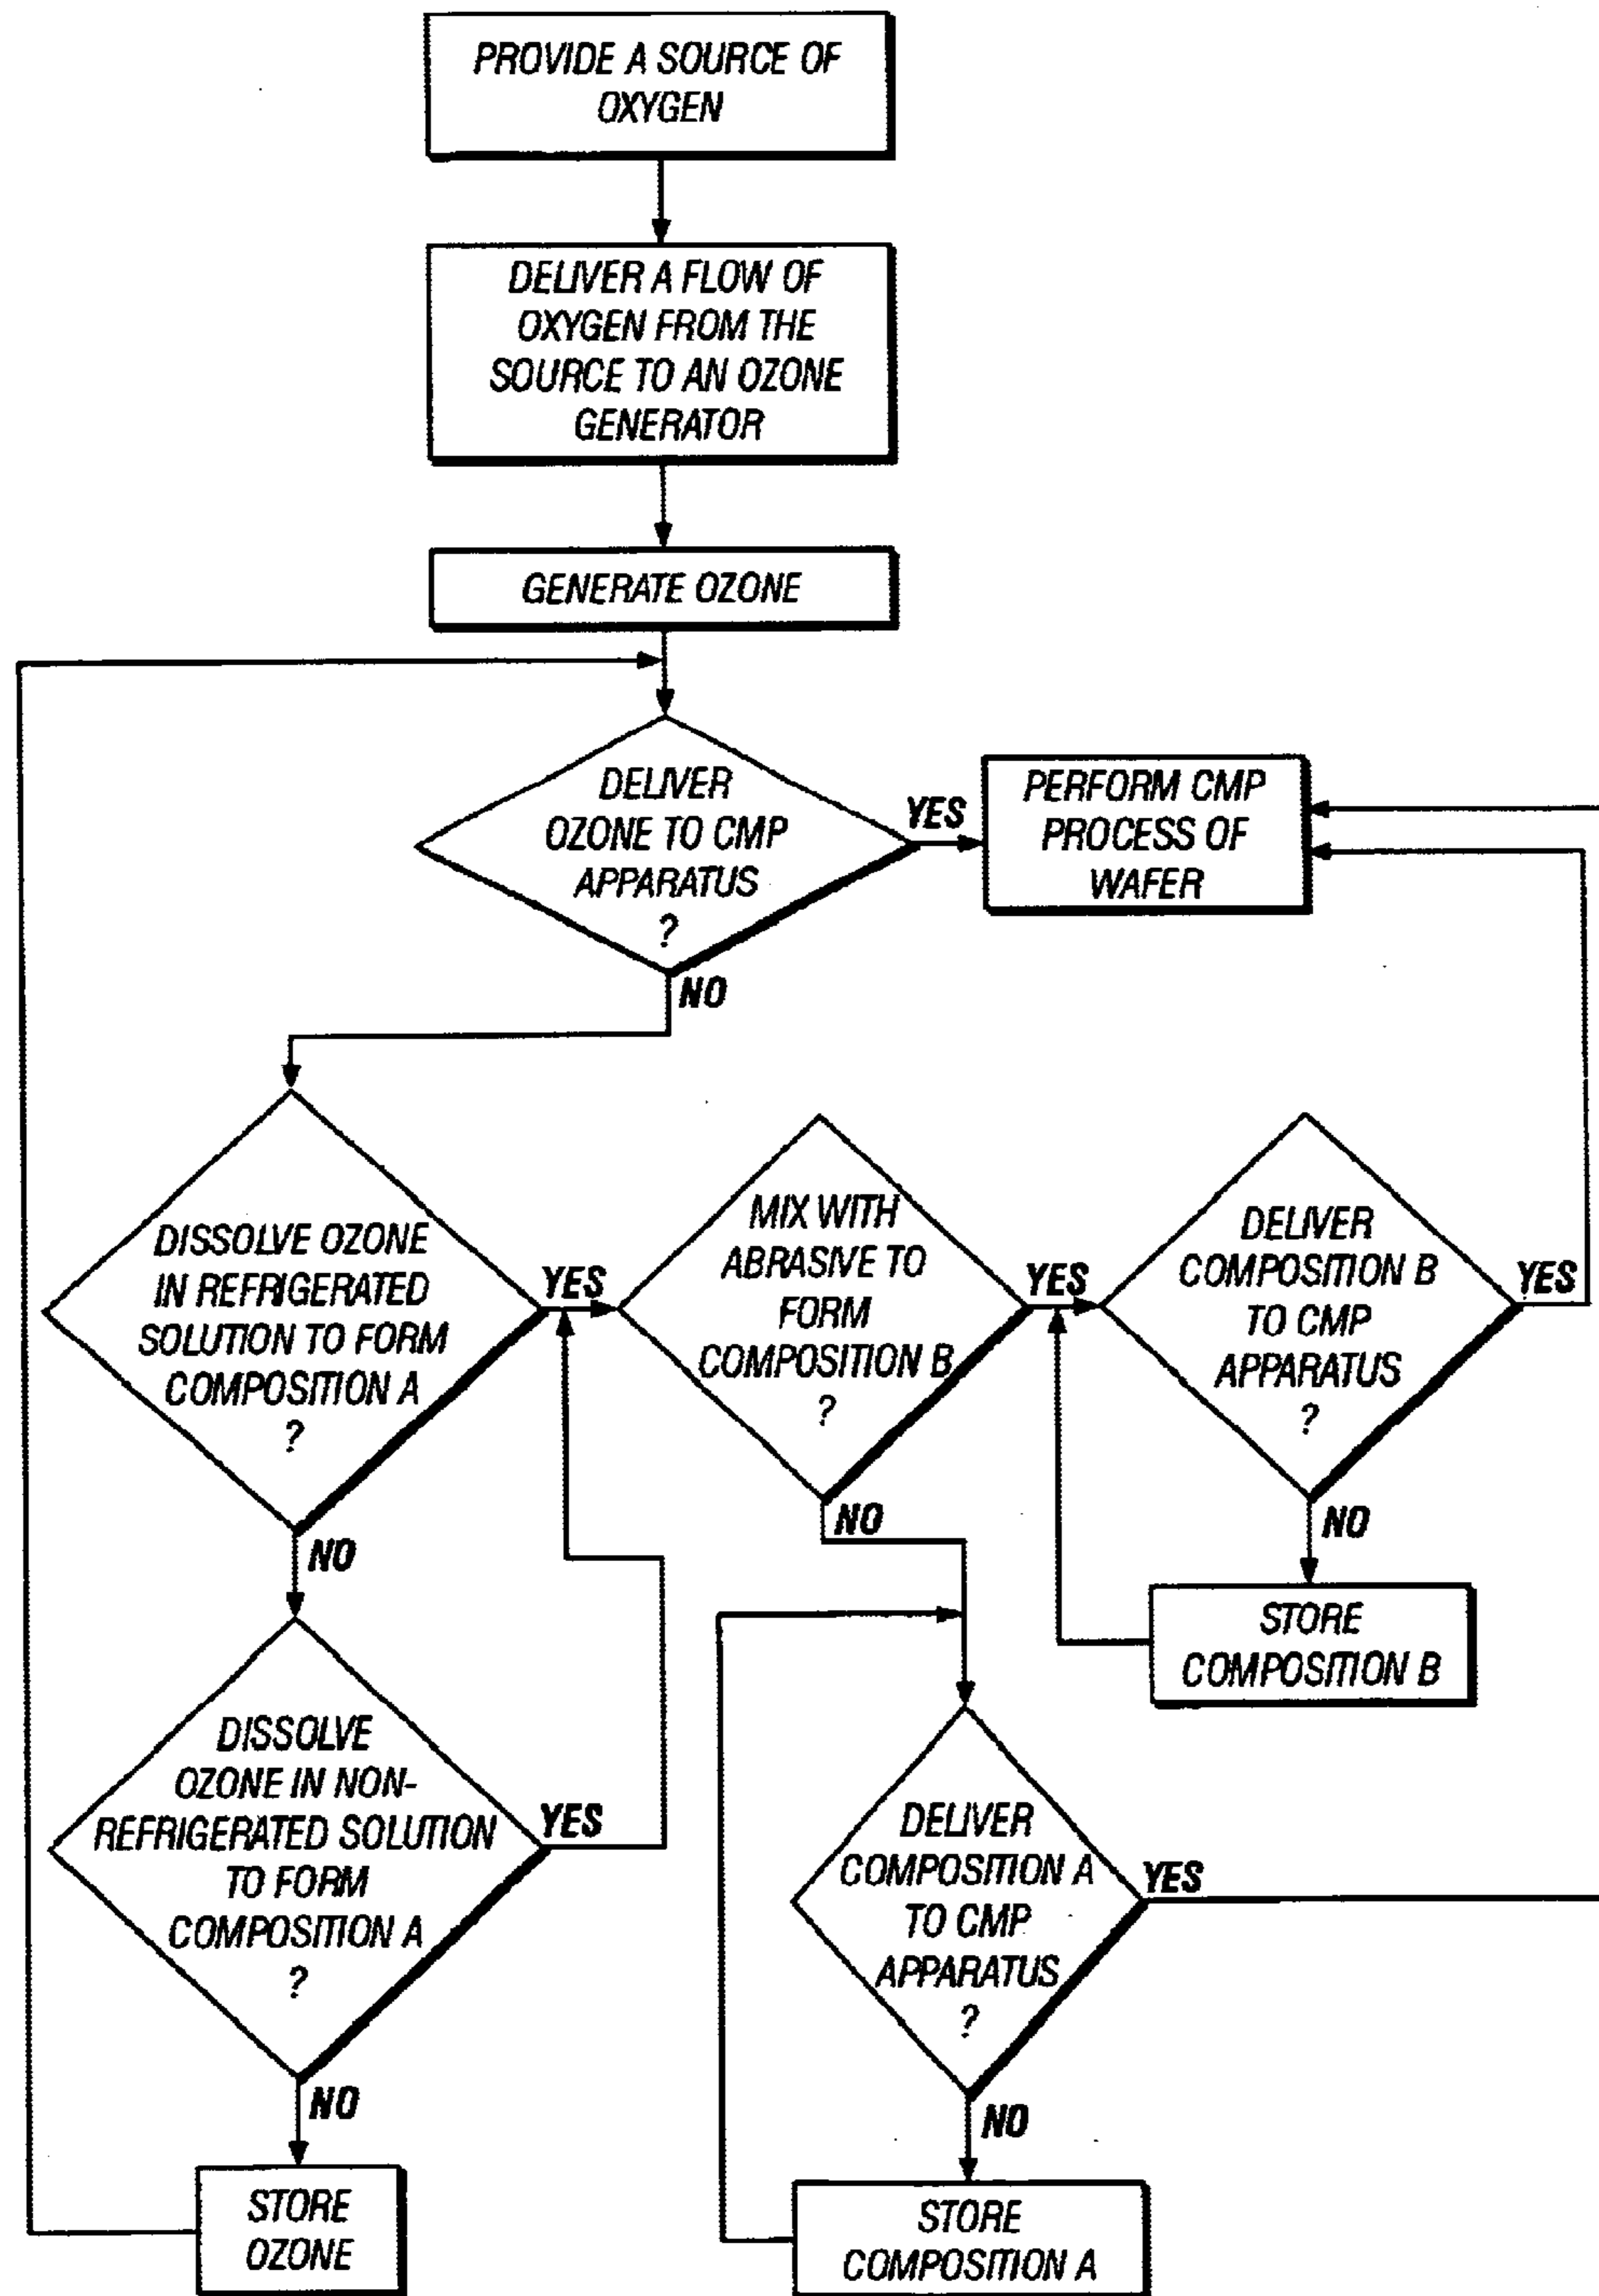 PROVIDE A SOURCE OF
OXYGEN
DELIVER A FLOW OF
OXYGEN FROM THE
SOURCE TO AN OZONE
GENERATOR
GENERATE OZONE
DELIVER
OZONE TO CMP
APPARATUS
?
YES
NO
PERFORM CMP
PROCESS OF
WAFER
DISSOLVE OZONE
IN REFRIGERATED
SOLUTION TO FORM
COMPOSITION A
?
YES
NO
MIX WITH
ABRASIVE TO
FORM
COMPOSITION B
?
YES
NO
DELIVER
COMPOSITION B
TO CMP
APPARATUS
?
YES
NO
STORE
COMPOSITION B
DISSOLVE
OZONE IN NON-
REFRIGERATED SOLUTION
TO FORM
COMPOSITION A
?
YES
NO
DELIVER
COMPOSITION A
TO CMP
APPARATUS
?
YES
NO
STORE
OZONE
STORE
COMPOSITION A